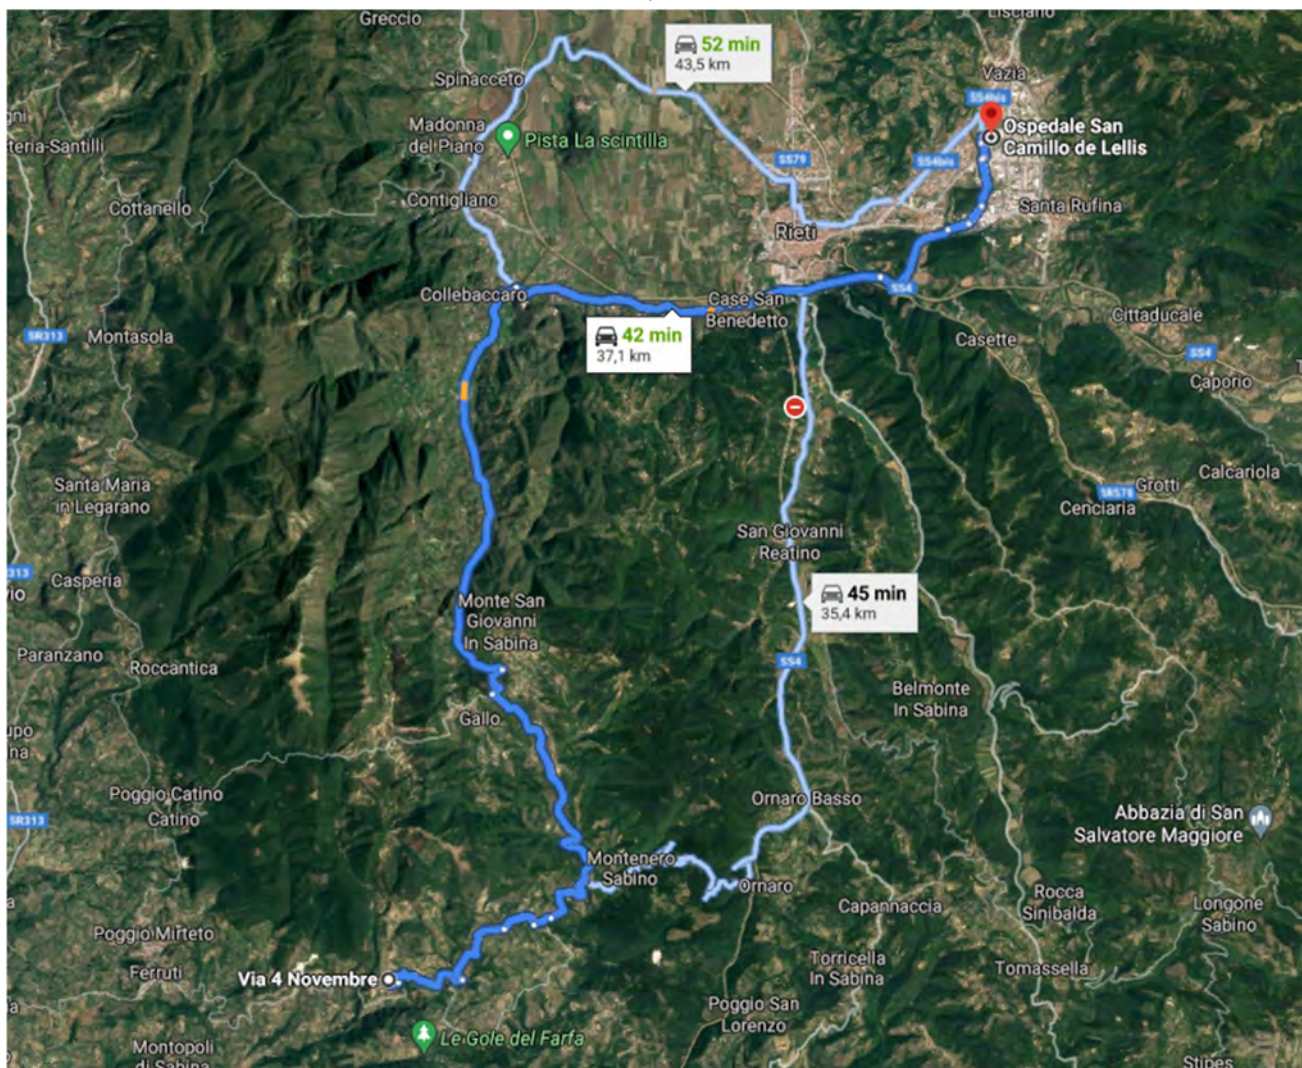 Greccio
Lisciano
52 min
43,5 km
Spinacceto
Vazia
SS4bis
Madonna
del Piano
Pista La scintilla
Ospedale San
Camillo de Lellis
teria-Santilli
SS79
SS4bis
Contigliano
Cottanello
Santa Rufina
Rieti
Collebaccaro
SS4
Case San
Benedetto
42 min
37,1 km
Cittaducale
SR313
Montasola
Casette
SS4
Caporio
Santa Maria
in Legarano
Calcariola
Grotti
SR578
Cenciaria
San Giovanni
Reatino
313
vio
Casperia
Monte San
Giovanni
In Sabina
45 min
35,4 km
Paranzano
Roccantica
SS4
Belmonte
In Sabina
Gallo
upo
na
Poggio Catino
Catino
Ornaro Basso
SR313
Abbazia di San
Salvatore Maggiore
Montenero
Sabino
Ornaro
Capannaccia
Rocca
Sinibalda
Longone
Sabino
Poggio Mirteto
Ferruti
Via 4 Novembre
Torricella
In Sabina
Tomassella
Poggio San
Lorenzo
Le Gole del Farfa
Montopoli
di Sabina
Stipes